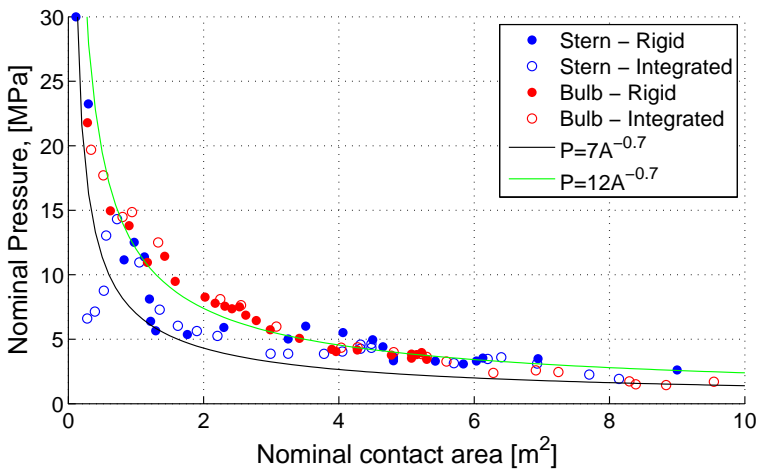 30
25
20
15
10
5
0
Nominal Pressure, [MPa]
Stern – Rigid
Stern – Integrated
Bulb – Rigid
Bulb – Integrated
P=7A⁻⁰·⁷
P=12A⁻⁰·⁷
0 2 4 6 8 10
Nominal contact area [m²]